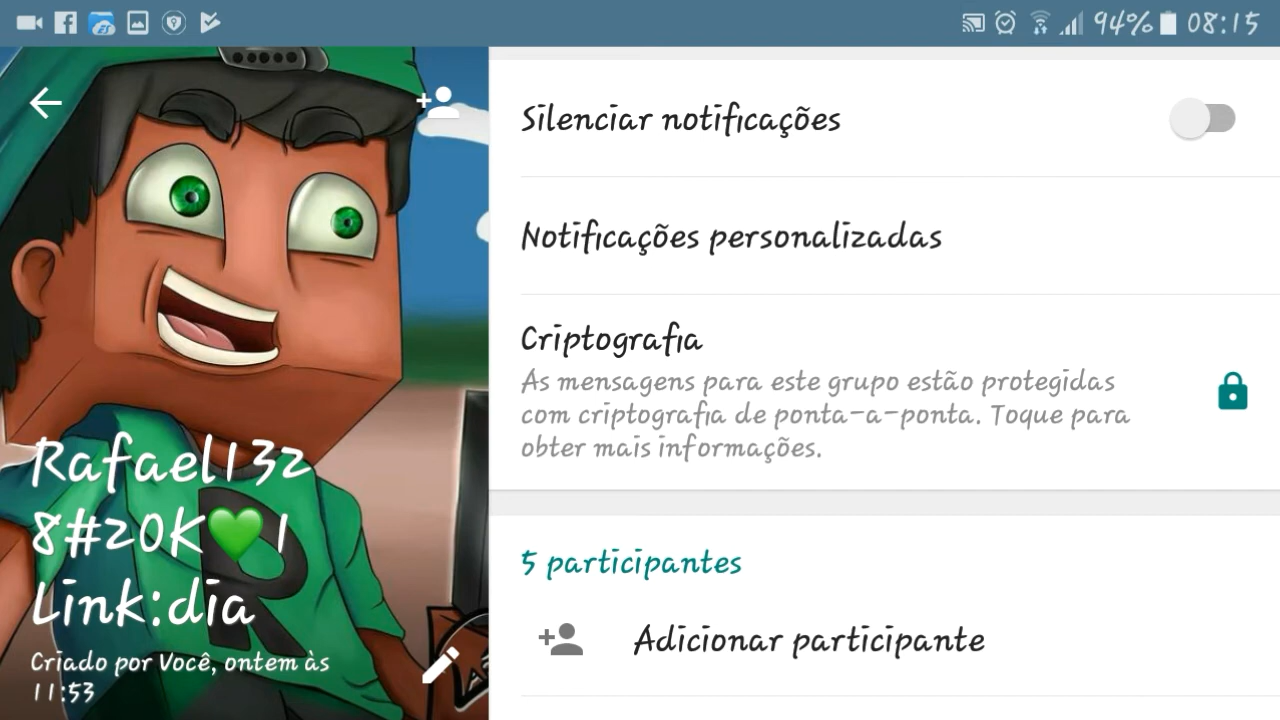 94% 08:15
Silenciar notificações
Notificações personalizadas
Criptografia
As mensagens para este grupo estão protegidas
com criptografia de ponta-a-ponta. Toque para
obter mais informações.
5 participantes
Adicionar participante
Rafael132
8#20K💚1
Link:dia
Criado por Você, ontem às
11:53
R